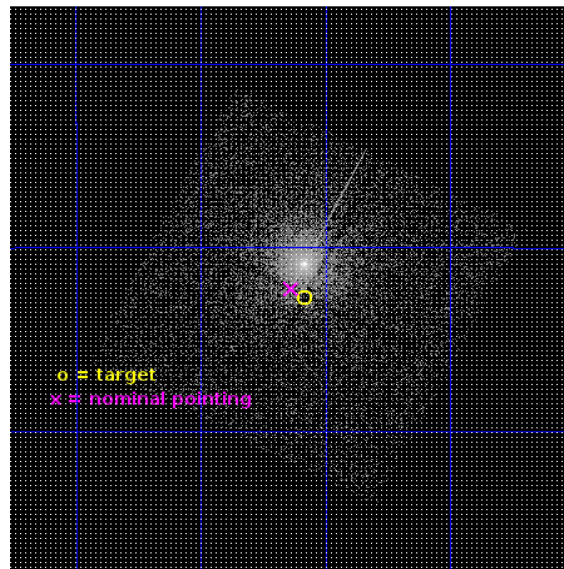 o = target
x = nominal pointing